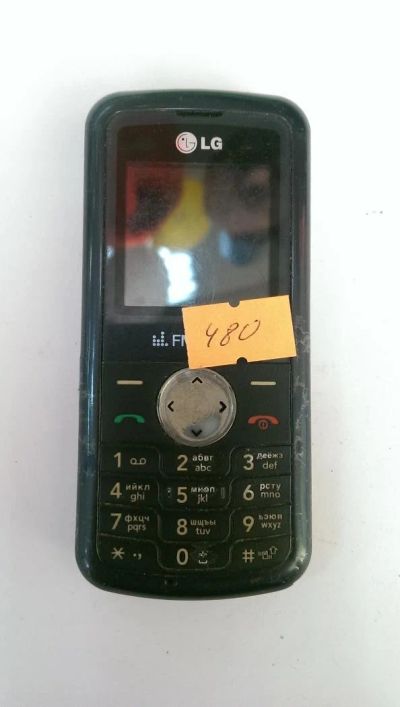 LG
480
FM
1
2 абвг abc
3 деёжз def
4 ийкл ghi
5 мноп jkl
6 рсту mno
7 фхцч pqrs
8 шщъы tuv
9 ьэюя wxyz
* .,
0
#